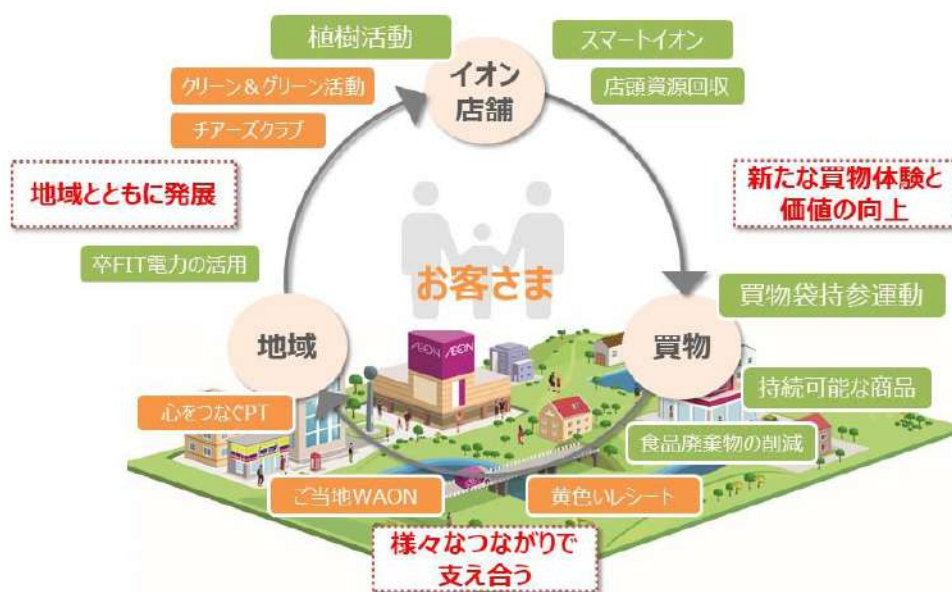 植樹活動
スマートイオン
イオン
店舗
クリーン＆グリーン活動
店頭資源回収
チアーズクラブ
地域とともに発展
新たな買物体験と
価値の向上
卒FIT電力の活用
お客さま
買物袋持参運動
地域
買物
ÆON
ÆON
持続可能な商品
心をつなぐPT
食品廃棄物の削減
ご当地WAON
黄色いレシート
様々なつながりで
支え合う